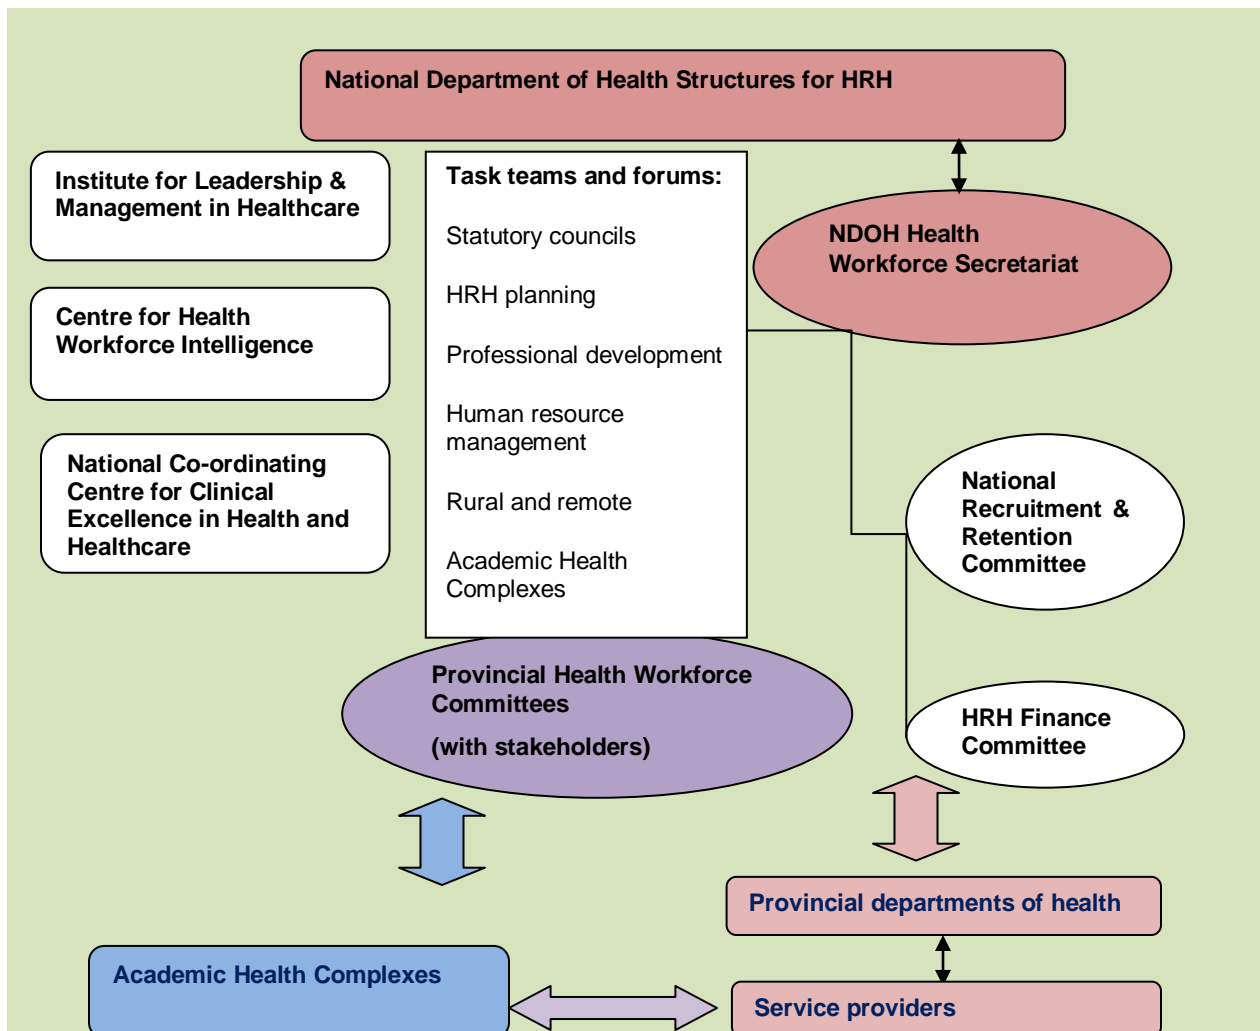 National Department of Health Structures for HRH
Institute for Leadership &
Management in Healthcare
Centre for Health
Workforce Intelligence
National Co-ordinating
Centre for Clinical
Excellence in Health and
Healthcare
Task teams and forums:
Statutory councils
HRH planning
Professional development
Human resource
management
Rural and remote
Academic Health
Complexes
NDOH Health
Workforce Secretariat
National
Recruitment &
Retention
Committee
HRH Finance
Committee
Provincial Health Workforce
Committees
(with stakeholders)
Provincial departments of health
Academic Health Complexes
Service providers